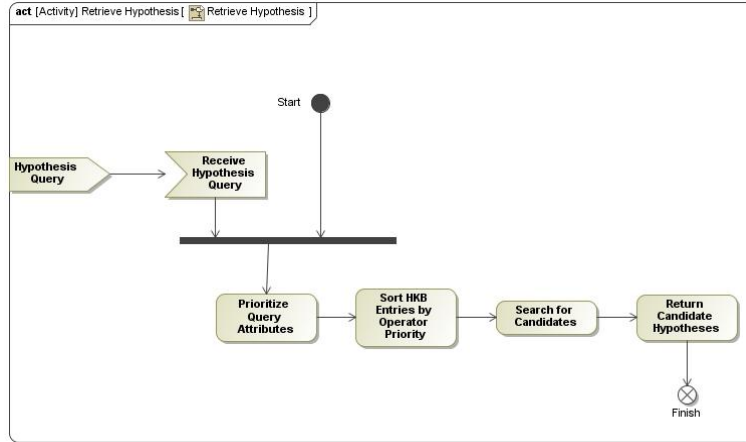 act [Activity] Retrieve Hypothesis [ Retrieve Hypothesis ]
Start
Hypothesis
Query
Receive
Hypothesis
Query
Prioritize
Query
Attributes
Sort HKB
Entries by
Operator
Priority
Search for
Candidates
Return
Candidate
Hypotheses
Finish